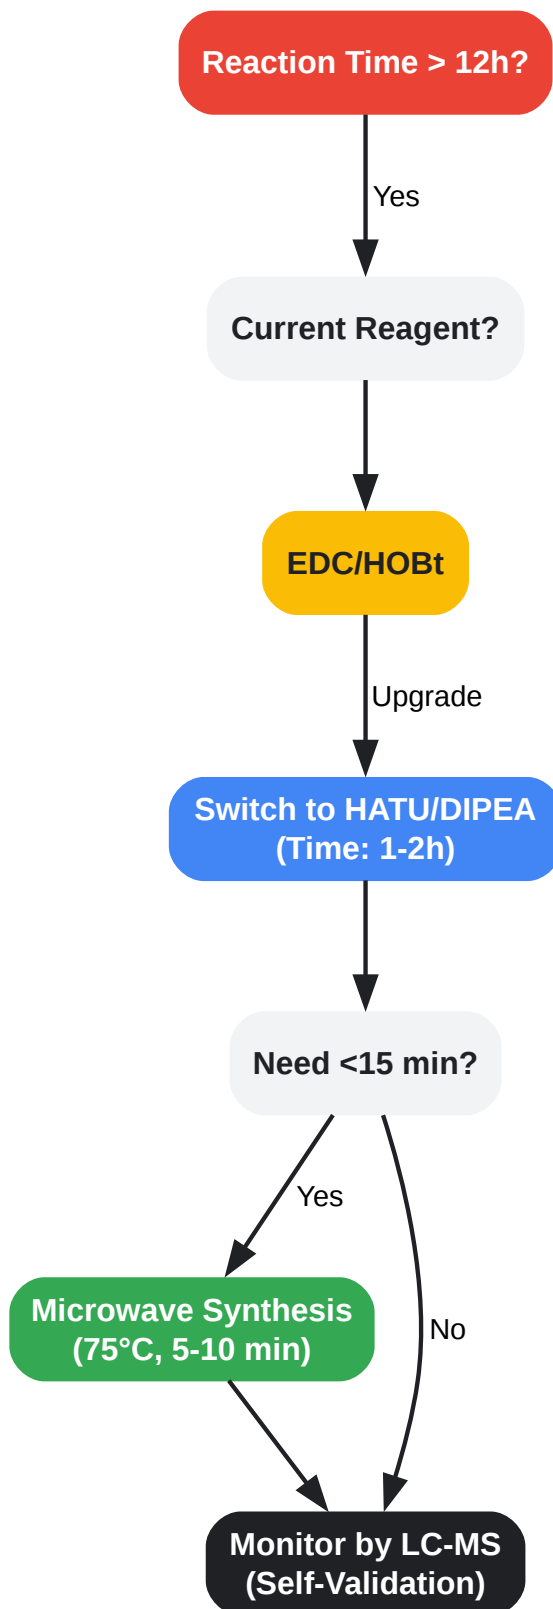 Reaction Time > 12h?
Yes
Current Reagent?
EDC/HOBt
Upgrade
Switch to HATU/DIPEA
(Time: 1-2h)
Need <15 min?
Yes
Microwave Synthesis
(75°C, 5-10 min)
No
Monitor by LC-MS
(Self-Validation)